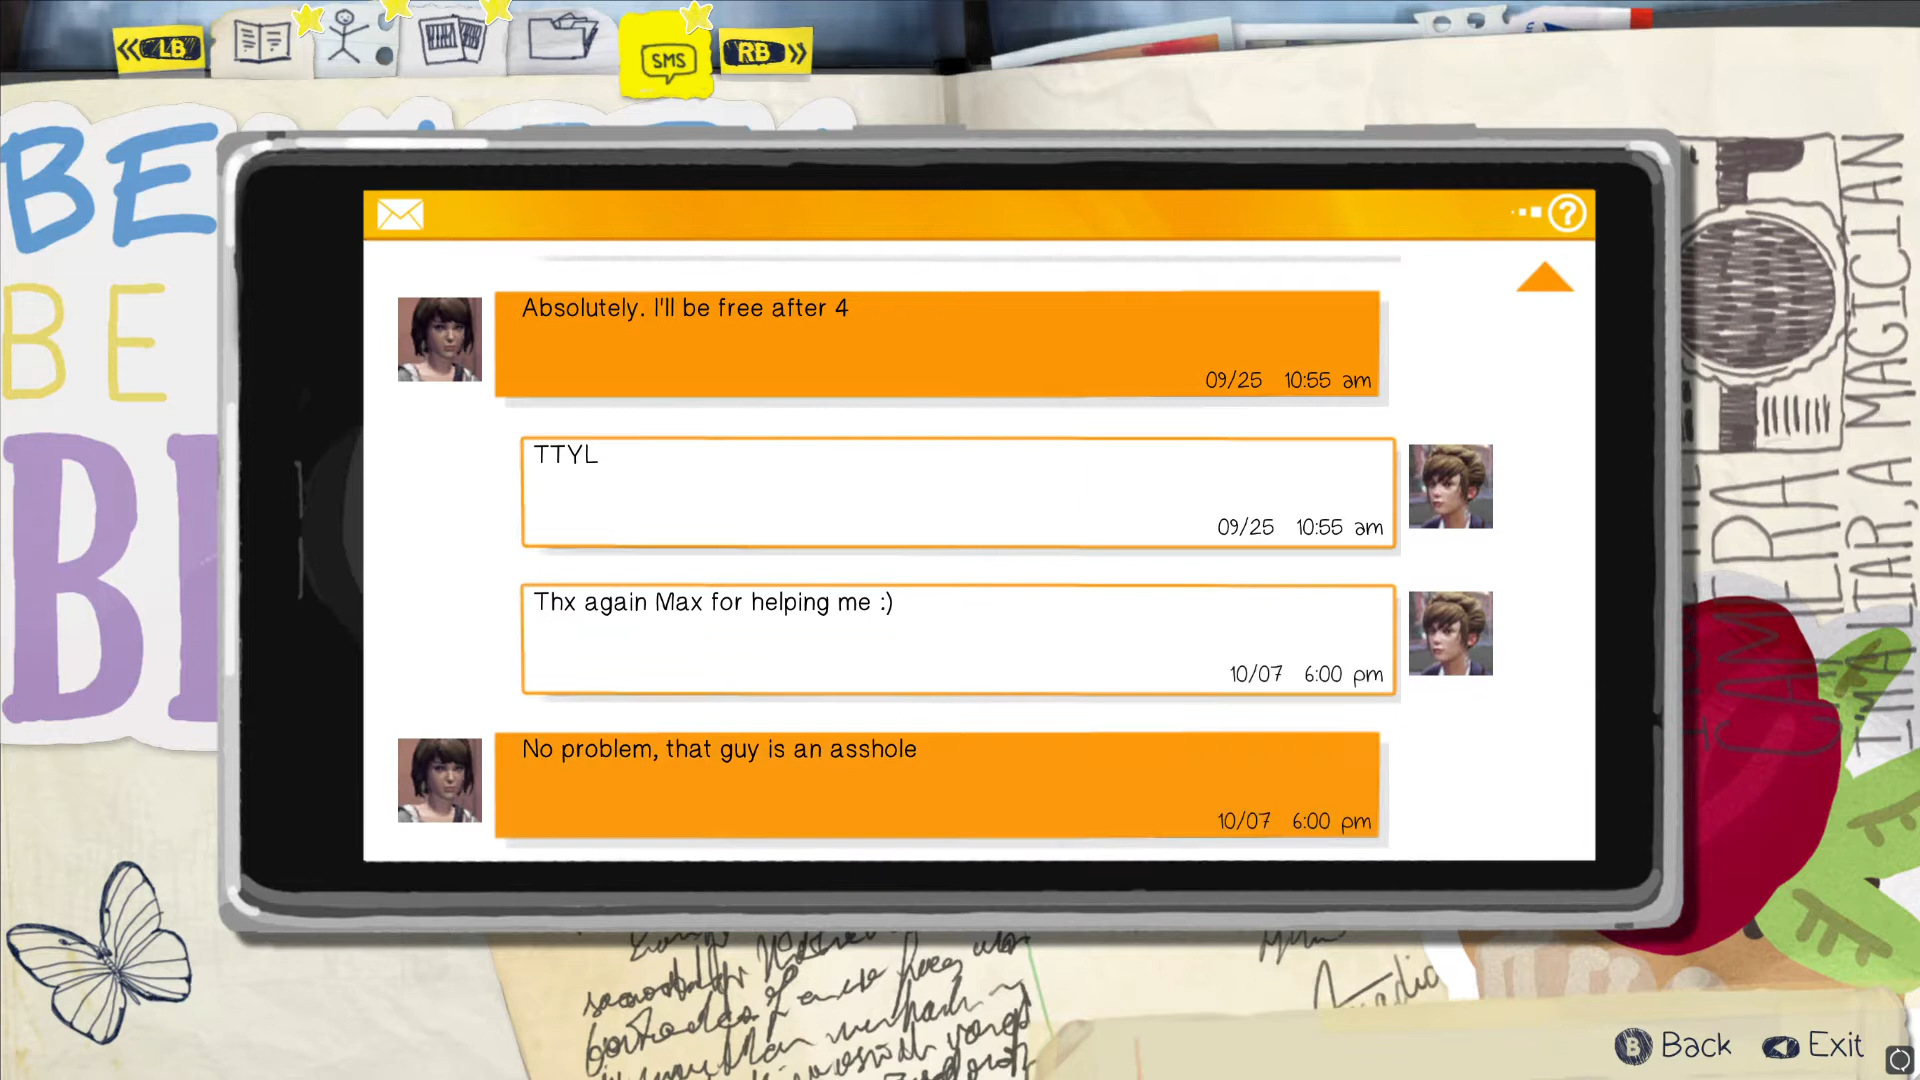 LB
SMS
RB
BE
BE
Absolutely. I'll be free after 4
09/25 10:55 am
TTYL
09/25 10:55 am
Thx again Max for helping me :)
10/07 6:00 pm
No problem, that guy is an asshole
10/07 6:00 pm
CAMERA
I'M A LIAR, A MAGICIAN
B Back
Exit